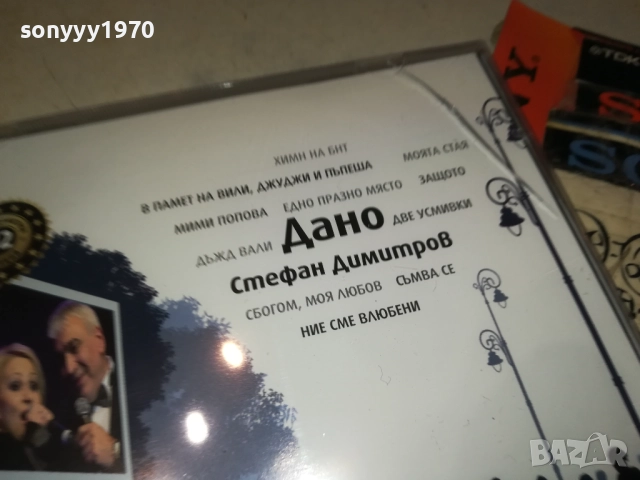 sonyyy1970
ХИМН НА БНТ
В ПАМЕТ НА ВИЛИ, ДЖУДЖИ И ПЪПЕША
МОЯТА СТАЯ
МИМИ ПОПОВА ЕДНО ПРАЗНО МЯСТО ЗАЩОТО
ДЪЖД ВАЛИ Дано ДВЕ УСМИВКИ
Стефан Димитров
СБОГОМ, МОЯ ЛЮБОВ СЪМВА СЕ
НИЕ СМЕ ВЛЮБЕНИ
TDK
BAZAR